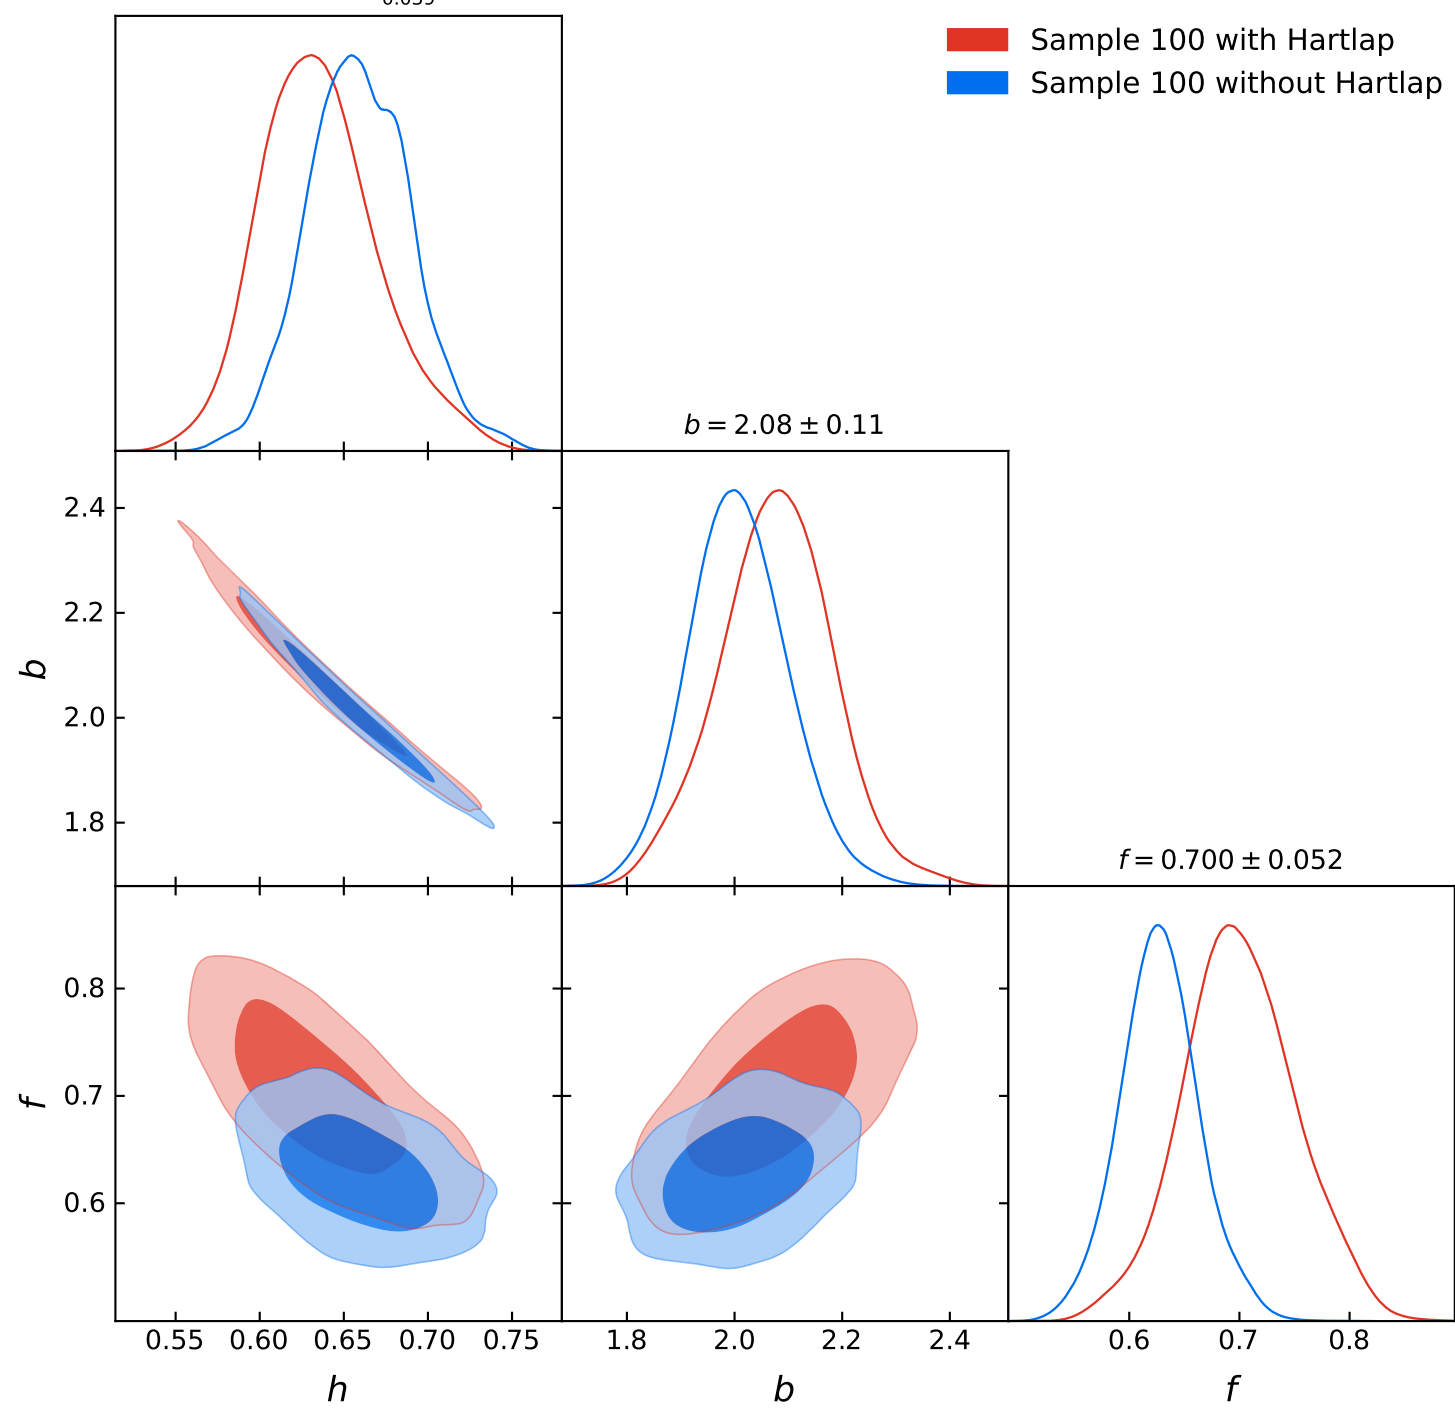 Sample 100 with Hartlap
Sample 100 without Hartlap
b = 2.08 ± 0.11
2.4
2.2
2.0
1.8
b
f = 0.700 ± 0.052
0.8
0.7
0.6
f
0.55 0.60 0.65 0.70 0.75
1.8 2.0 2.2 2.4
0.6 0.7 0.8
h
b
f